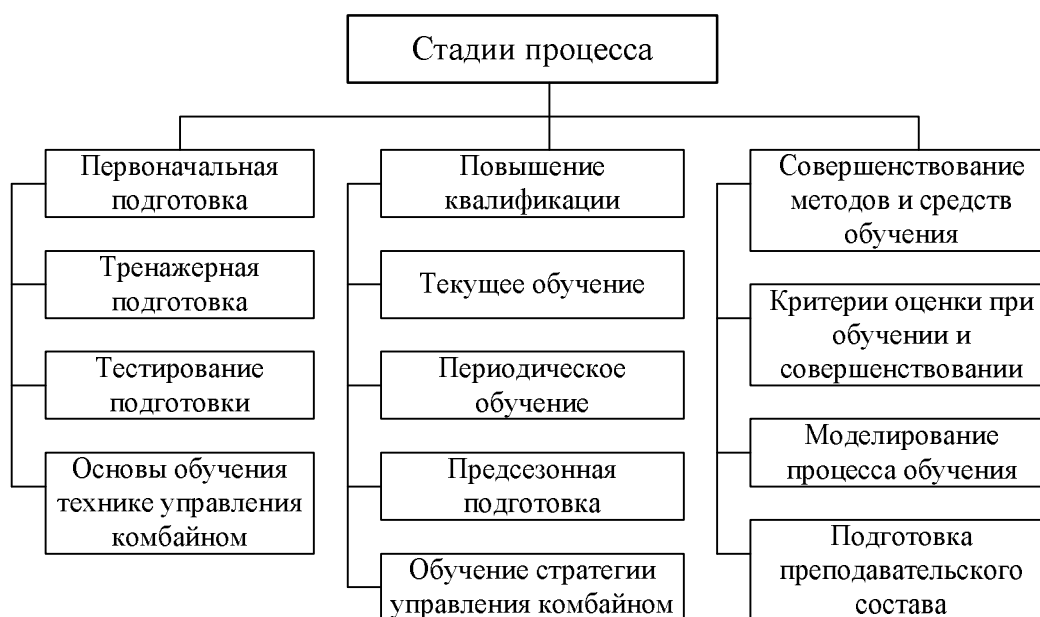 Стадии процесса
Первоначальная
подготовка
Тренажерная
подготовка
Тестирование
подготовки
Основы обучения
технике управления
комбайном
Повышение
квалификации
Текущее обучение
Периодическое
обучение
Предсезонная
подготовка
Обучение стратегии
управления комбайном
Совершенствование
методов и средств
обучения
Критерии оценки при
обучении и
совершенствовании
Моделирование
процесса обучения
Подготовка
преподавательского
состава